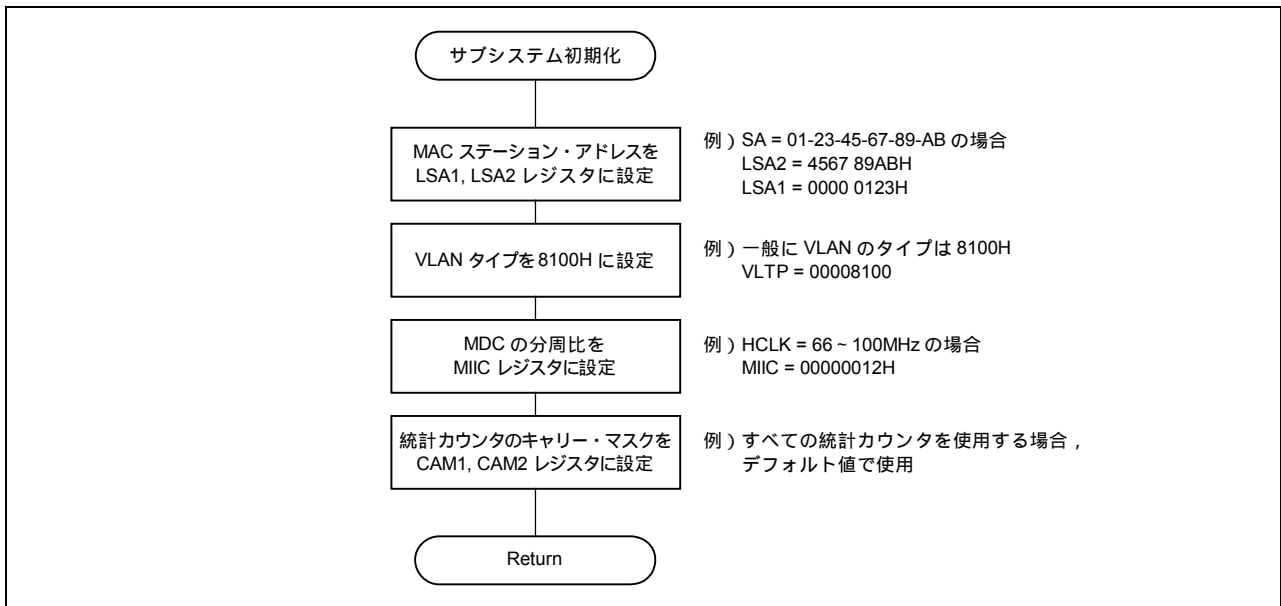 サブシステム初期化
MAC ステーション・アドレスを
LSA1, LSA2 レジスタに設定
例）SA = 01-23-45-67-89-AB の場合
LSA2 = 4567 89ABH
LSA1 = 0000 0123H
VLAN タイプを8100H に設定
例）一般に VLAN のタイプは 8100H
VLTP = 00008100
MDC の分周比を
MIIC レジスタに設定
例）HCLK = 66 ~ 100MHz の場合
MIIC = 00000012H
統計カウンタのキャリー・マスクを
CAM1, CAM2 レジスタに設定
例）すべての統計カウンタを使用する場合，
デフォルト値で使用
Return